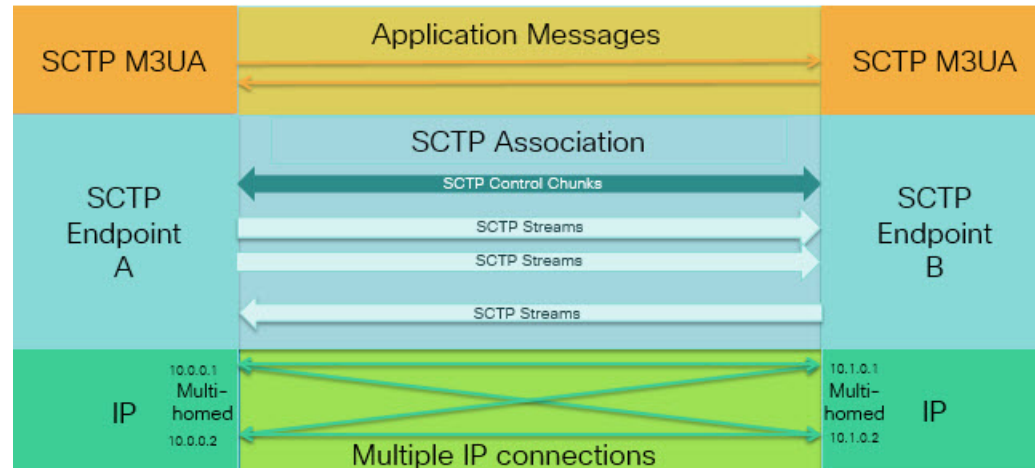 Application Messages
SCTP M3UA
SCTP M3UA
SCTP Association
SCTP Control Chunks
SCTP
Endpoint
A
SCTP Streams
SCTP Streams
SCTP Streams
SCTP
Endpoint
B
10.0.0.1
Multi-
homed
10.0.0.2
IP
Multiple IP connections
10.1.0.1
Multi-
homed
10.1.0.2
IP